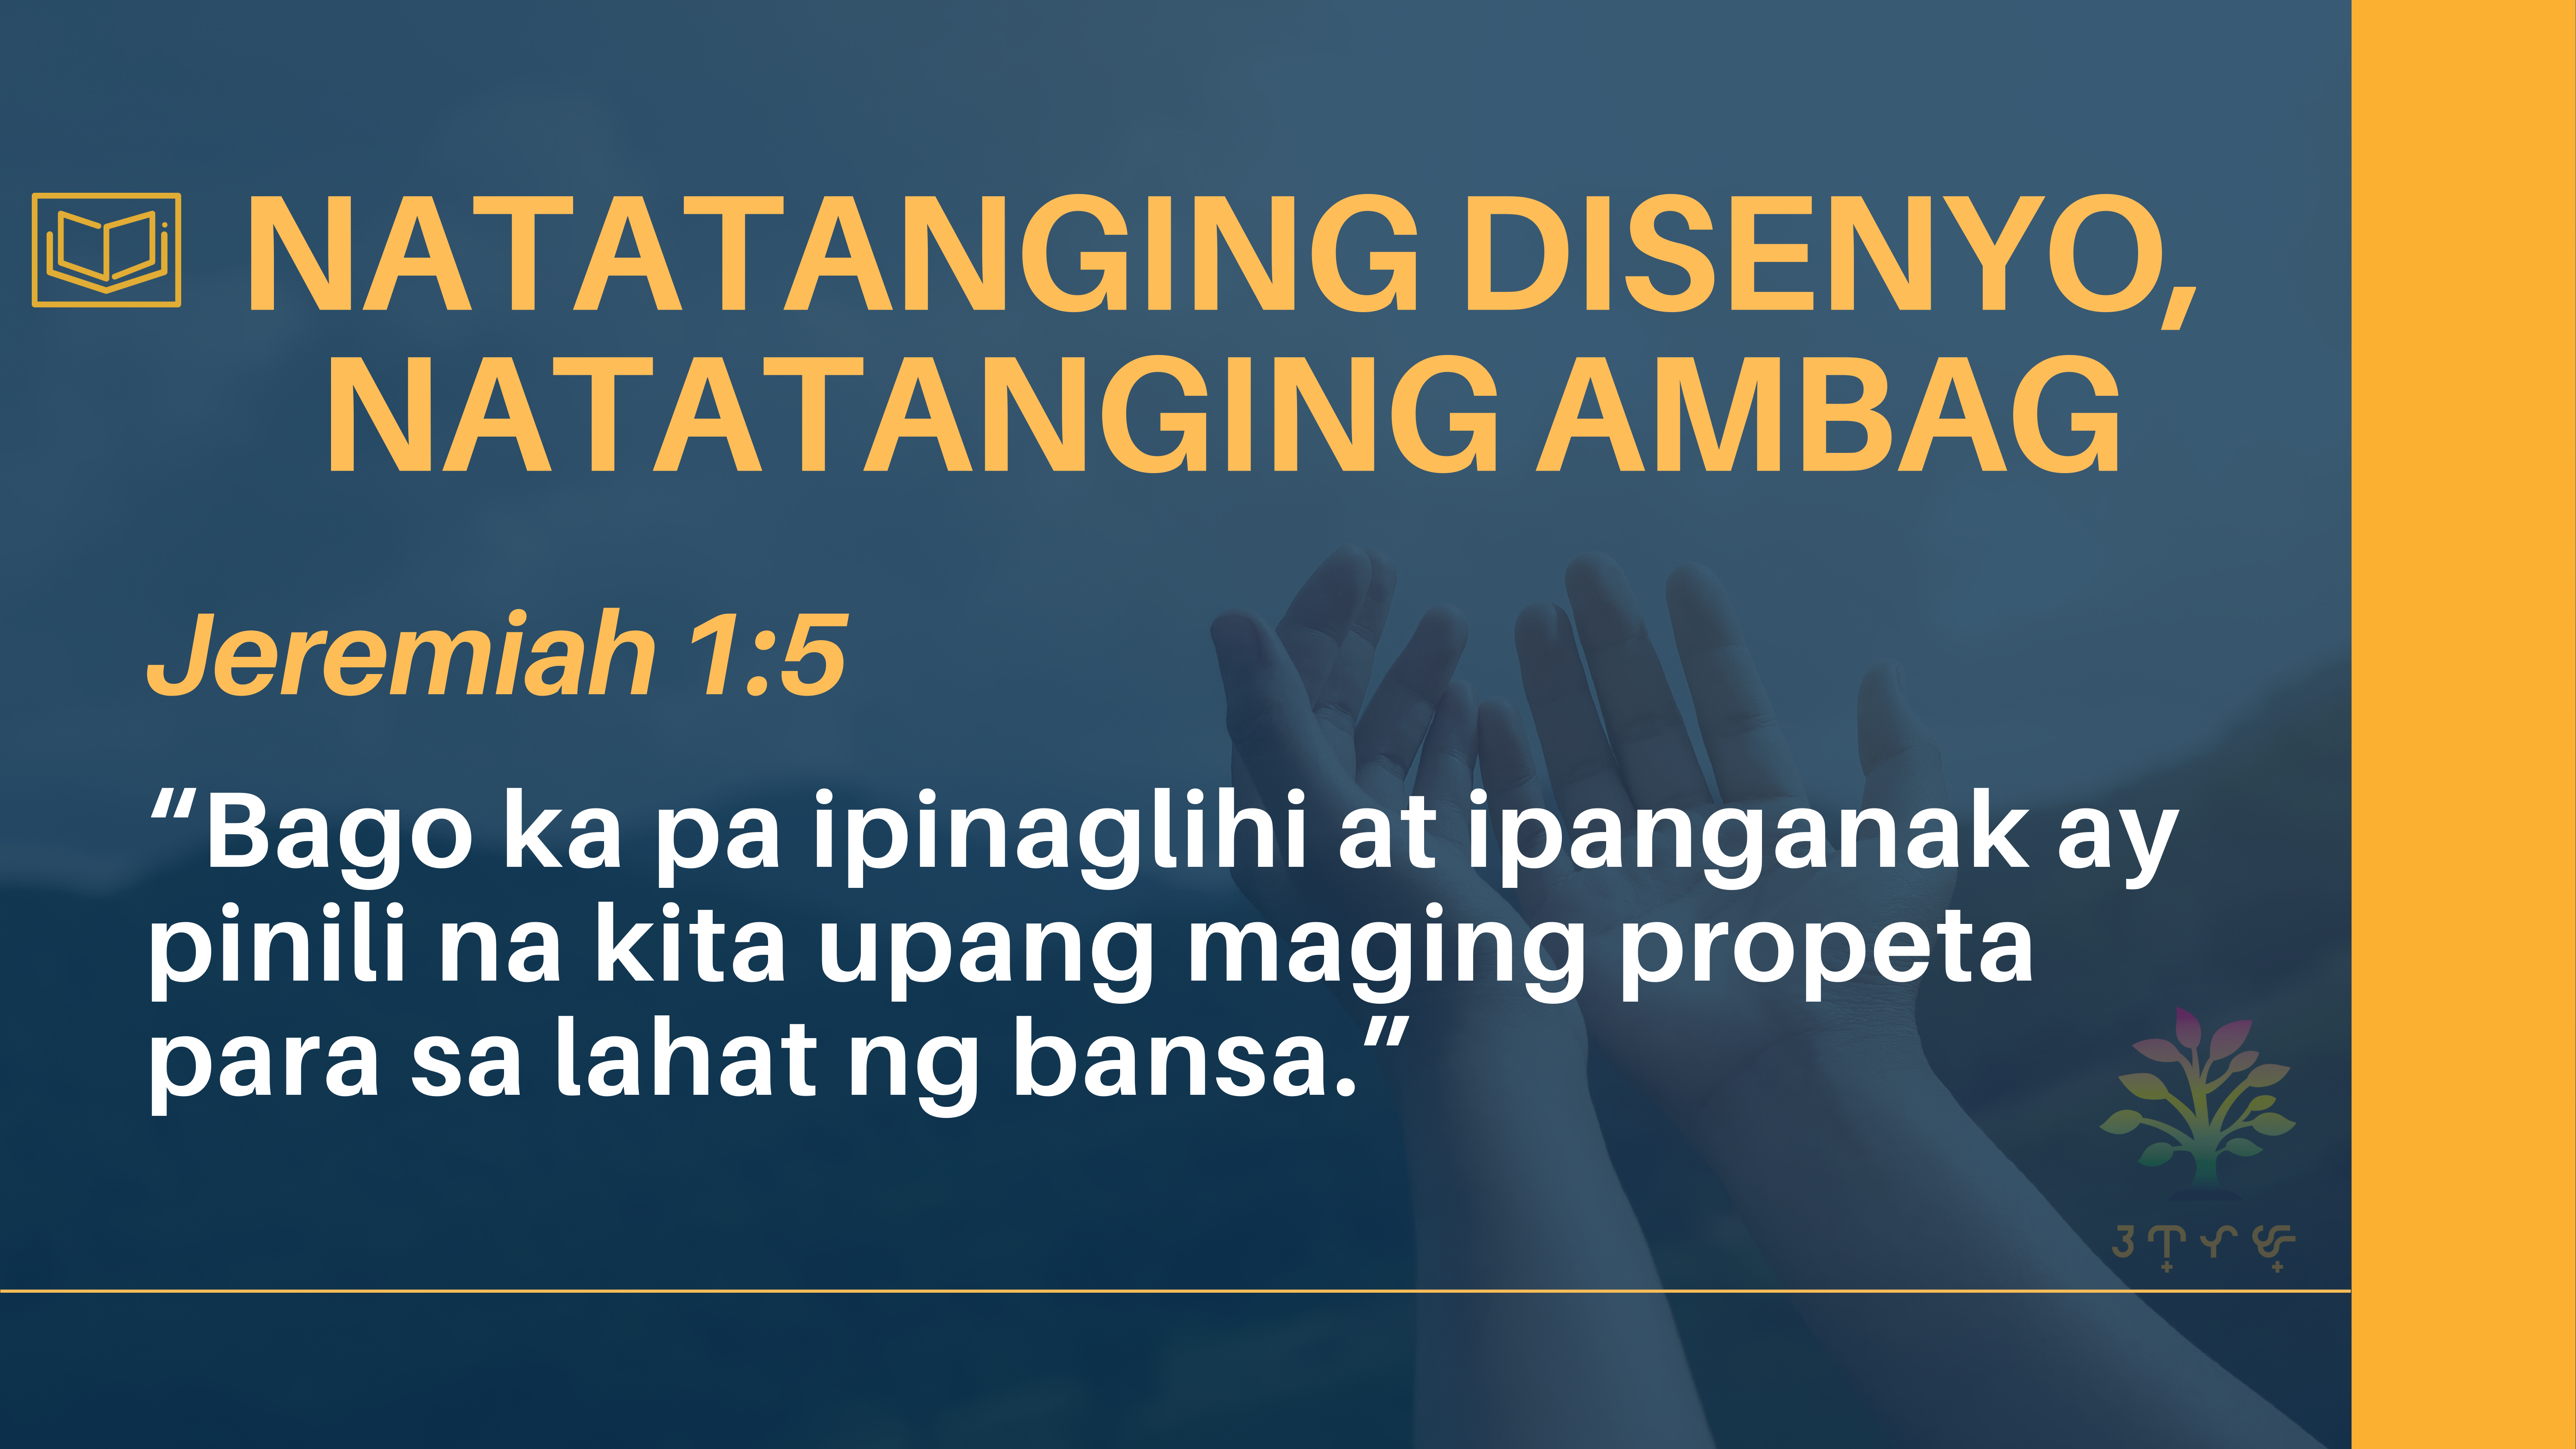 NATATANGING DISENYO,
NATATANGING AMBAG
Jeremiah 1:5
“Bago ka pa ipinaglihi at ipanganak ay
pinili na kita upang maging propeta
para sa lahat ng bansa.”